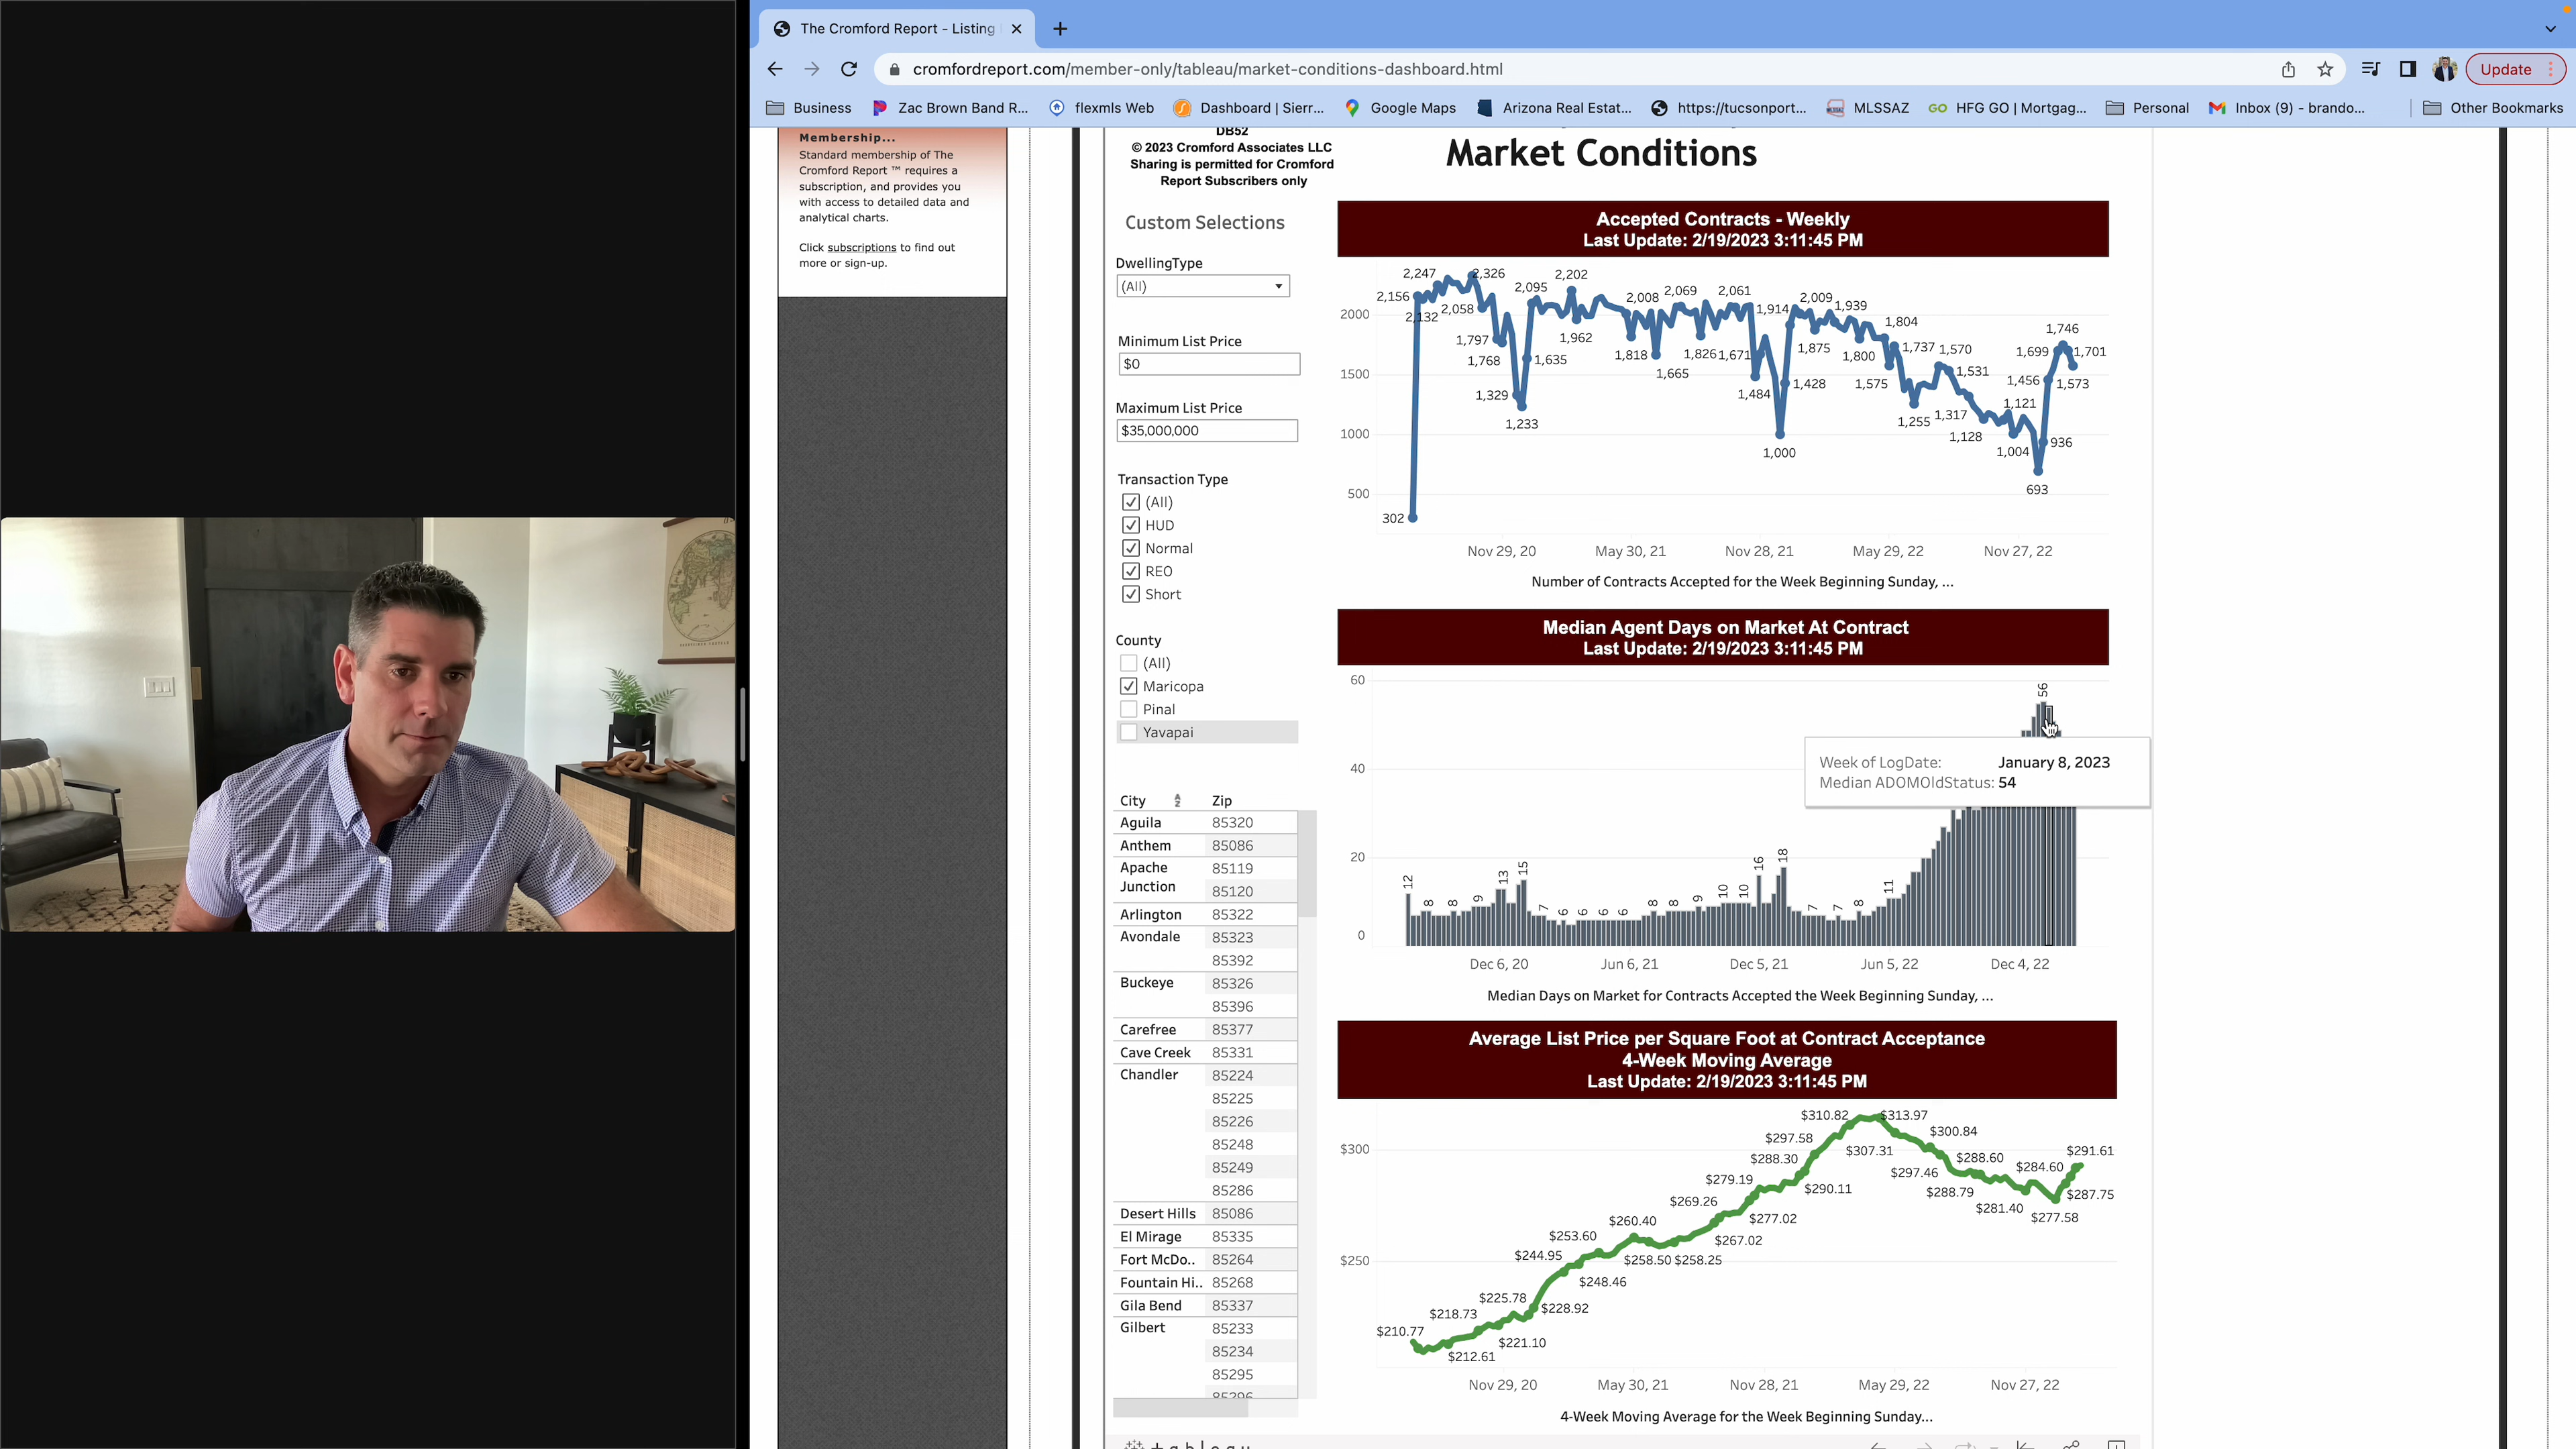 The Cromford Report - Listing
cromfordreport.com/member-only/tableau/market-conditions-dashboard.html
Update
Business
Zac Brown Band R...
flexmls Web
Dashboard | Sierr...
Google Maps
Arizona Real Estat...
https://tucsonport...
MLSSAZ
GO HFG GO | Mortgag...
Personal
Inbox (9) - brando...
Other Bookmarks
Membership...
Standard membership of The
Cromford Report ™ requires a
subscription, and provides you
with access to detailed data and
analytical charts.
Click subscriptions to find out
more or sign-up.
DB52
© 2023 Cromford Associates LLC
Sharing is permitted for Cromford
Report Subscribers only
Market Conditions
Custom Selections
DwellingType
(All)
Minimum List Price
$0
Maximum List Price
$35,000,000
Transaction Type
(All)
HUD
Normal
REO
Short
County
(All)
Maricopa
Pinal
Yavapai
City Zip
Aguila 85320
Anthem 85086
Apache 85119
Junction 85120
Arlington 85322
Avondale 85323
85392
Buckeye 85326
85396
Carefree 85377
Cave Creek 85331
Chandler 85224
85225
85226
85248
85249
85286
Desert Hills 85086
El Mirage 85335
Fort McDo.. 85264
Fountain Hi.. 85268
Gila Bend 85337
Gilbert 85233
85234
85295
85296
Accepted Contracts - Weekly
Last Update: 2/19/2023 3:11:45 PM
2000
1500
1000
500
2,247 2,326 2,202
2,156 2,095 2,008 2,069 2,061 1,914 2,009 1,939
2,132 2,058 1,804 1,746
1,797 1,962 1,875 1,737 1,570 1,699 1,701
1,768 1,635 1,818 1,665 1,826 1,671 1,800 1,531
1,329 1,484 1,428 1,575 1,456 1,573
1,233 1,255 1,317 1,121
1,000 1,128 1,004 936
693
302
Nov 29, 20 May 30, 21 Nov 28, 21 May 29, 22 Nov 27, 22
Number of Contracts Accepted for the Week Beginning Sunday, ...
Median Agent Days on Market At Contract
Last Update: 2/19/2023 3:11:45 PM
60
40
20
0
56
Week of LogDate: January 8, 2023
Median ADOMOldStatus: 54
12 8 8 9 13 15 7 6 6 6 6 8 8 9 10 10 16 18 7 7 8 11
Dec 6, 20 Jun 6, 21 Dec 5, 21 Jun 5, 22 Dec 4, 22
Median Days on Market for Contracts Accepted the Week Beginning Sunday, ...
Average List Price per Square Foot at Contract Acceptance
4-Week Moving Average
Last Update: 2/19/2023 3:11:45 PM
$300
$250
$310.82 $313.97
$297.58 $300.84
$288.30 $307.31 $288.60 $291.61
$279.19 $290.11 $297.46 $284.60
$269.26 $288.79 $287.75
$260.40 $277.02 $281.40 $277.58
$253.60 $267.02
$244.95 $258.50 $258.25
$248.46
$225.78 $228.92
$218.73
$210.77 $221.10
$212.61
Nov 29, 20 May 30, 21 Nov 28, 21 May 29, 22 Nov 27, 22
4-Week Moving Average for the Week Beginning Sunday...